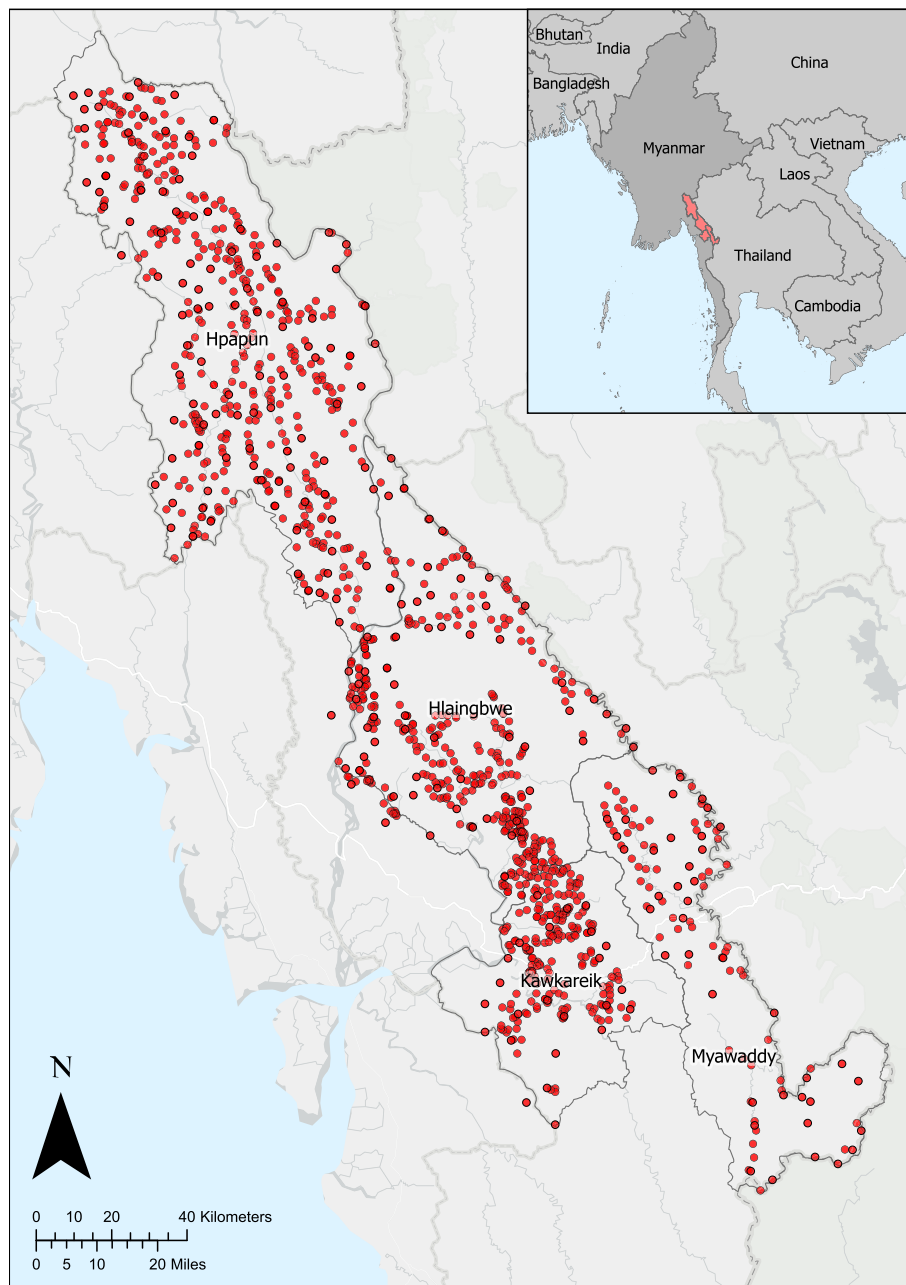 Bhutan
India
China
Bangladesh
Myanmar
Vietnam
Laos
Thailand
Cambodia
Hpapun
Hlaingbwe
Kawkareik
Myawaddy
N
0 10 20 40 Kilometers
0 5 10 20 Miles